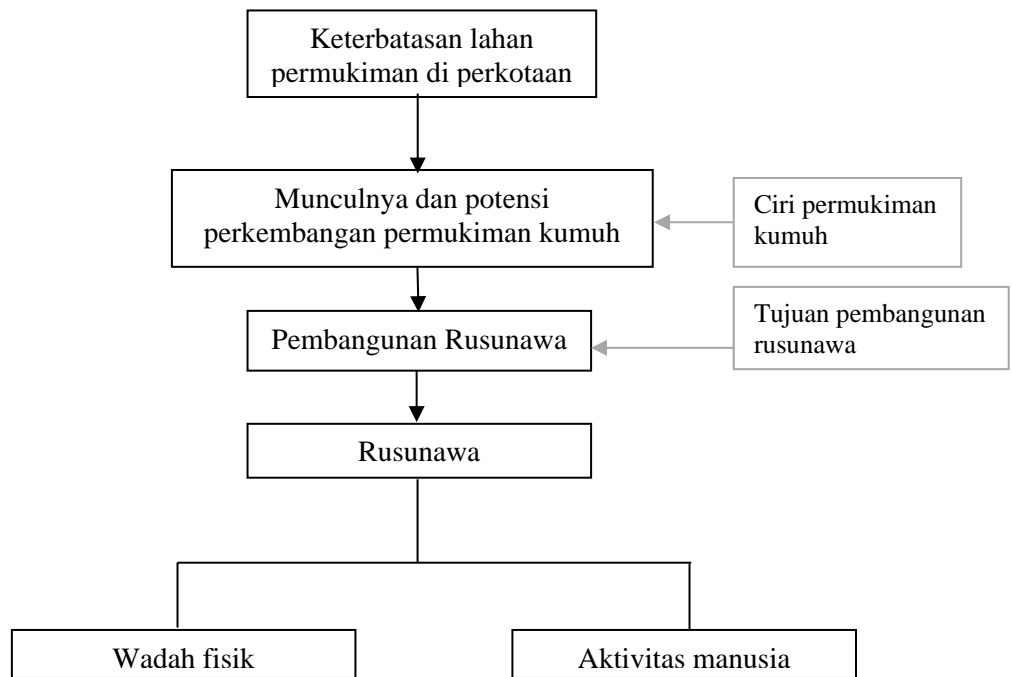 Keterbatasan lahan
permukiman di perkotaan
Munculnya dan potensi
perkembangan permukiman kumuh
Ciri permukiman
kumuh
Pembangunan Rusunawa
Tujuan pembangunan
rusunawa
Rusunawa
Wadah fisik
Aktivitas manusia